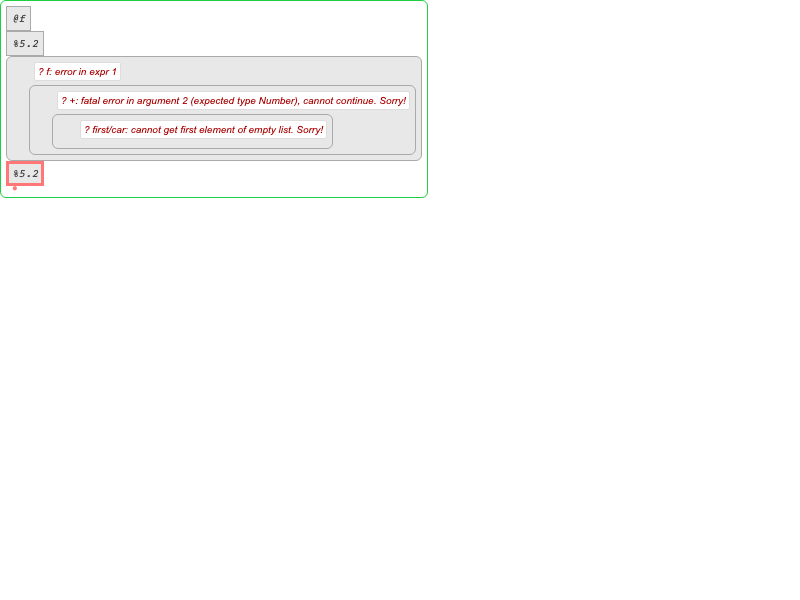 @f
%5.2
? f: error in expr 1
? +: fatal error in argument 2 (expected type Number), cannot continue. Sorry!
? first/car: cannot get first element of empty list. Sorry!
%5.2